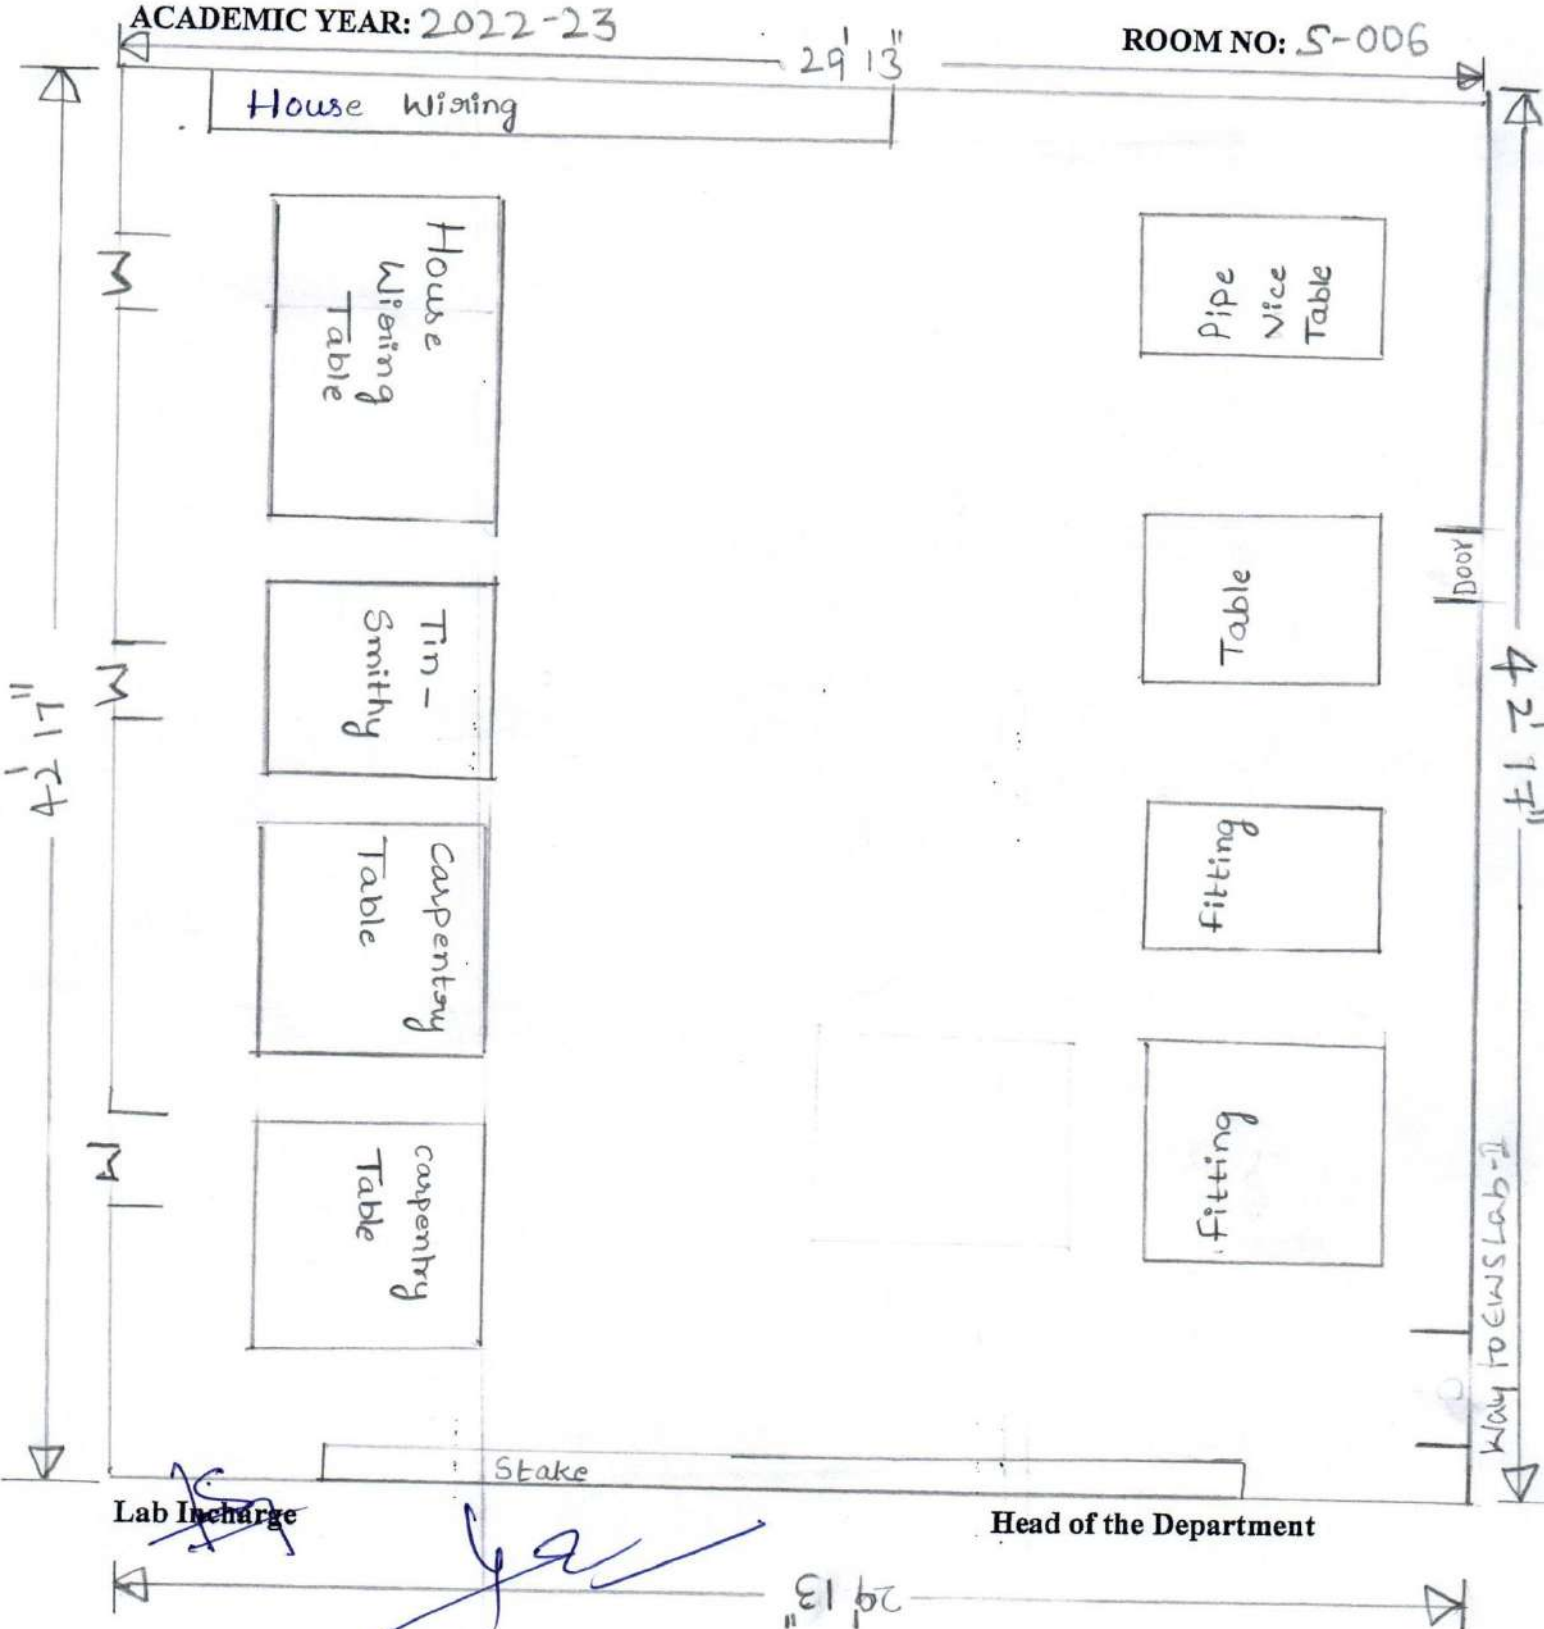 ACADEMIC YEAR: 2022-23
ROOM NO: S-006
29' 13"
House Wiring
House
Wiring
Table
Pipe
Vice
Table
W
Tin-
Smithy
Table
Door
W
42' 17"
42' 17"
Carpentry
Table
Fitting
Carpentry
Table
Fitting
W
Way to EWS Lab-II
Stake
Lab Incharge
Head of the Department
29' 13"